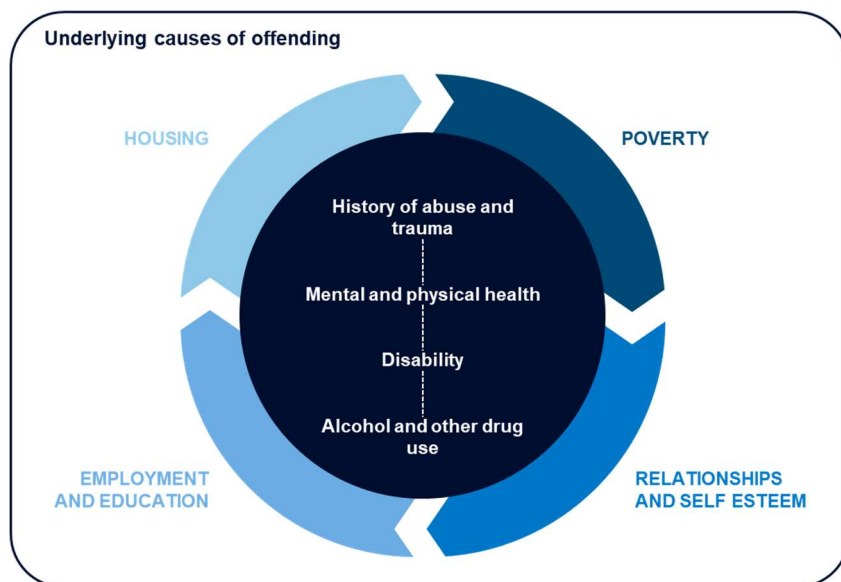 Underlying causes of offending
HOUSING
POVERTY
History of abuse and
trauma
Mental and physical health
Disability
Alcohol and other drug
use
EMPLOYMENT
AND EDUCATION
RELATIONSHIPS
AND SELF ESTEEM